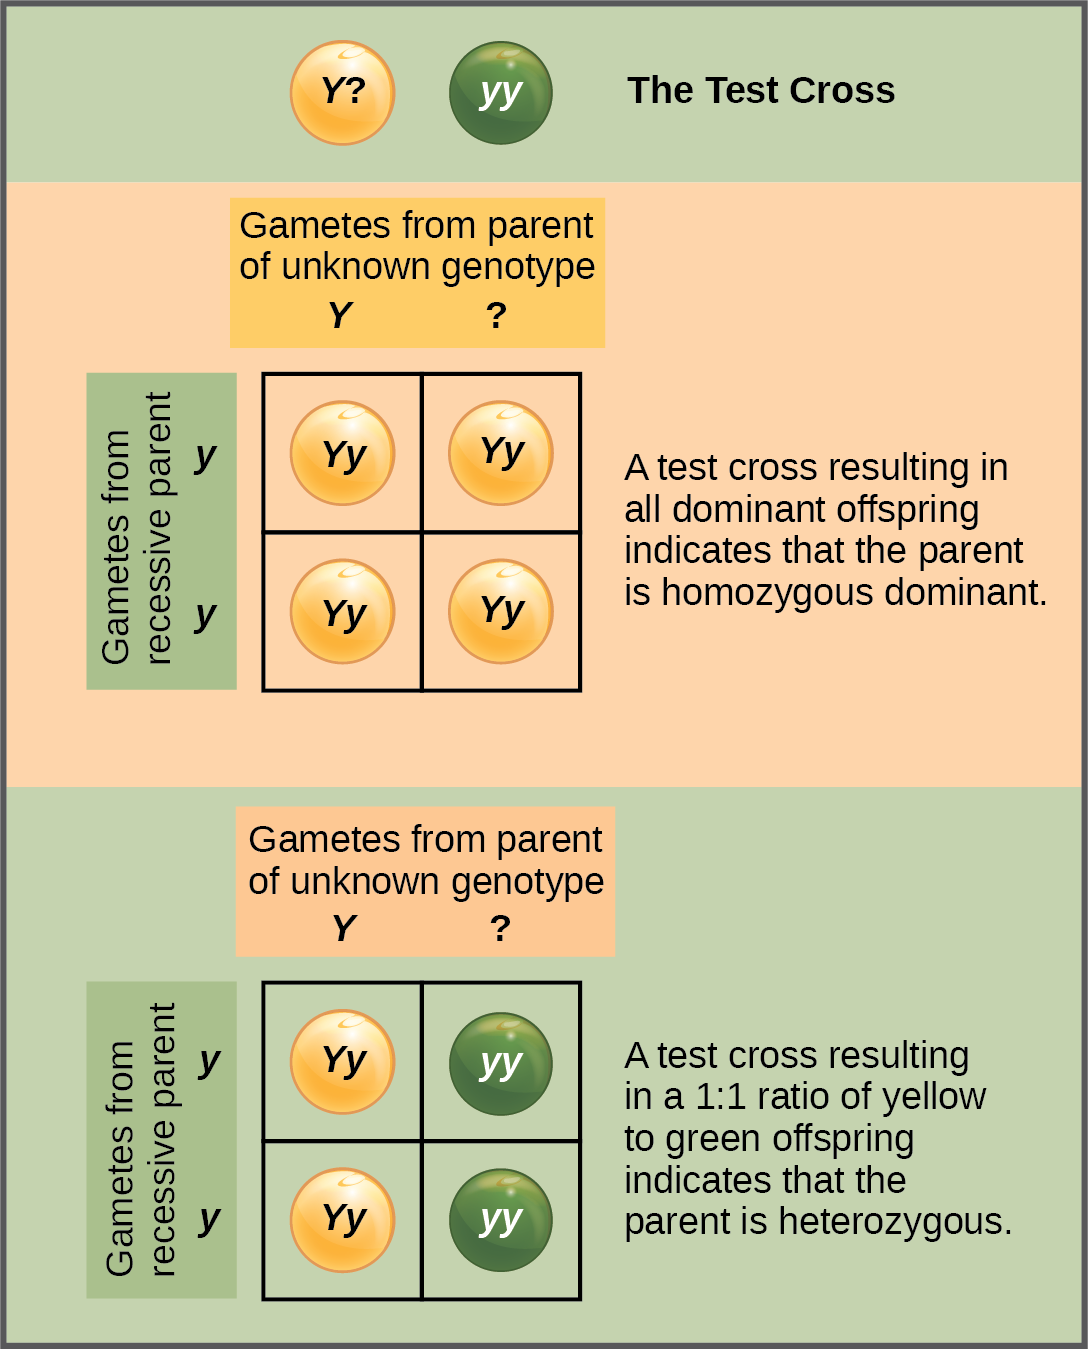 Y?
yy
The Test Cross
Gametes from parent
of unknown genotype
Y ?
Gametes from
recessive parent
y
y
Yy Yy
Yy Yy
A test cross resulting in
all dominant offspring
indicates that the parent
is homozygous dominant.
Gametes from parent
of unknown genotype
Y ?
Gametes from
recessive parent
y
y
Yy yy
Yy yy
A test cross resulting
in a 1:1 ratio of yellow
to green offspring
indicates that the
parent is heterozygous.